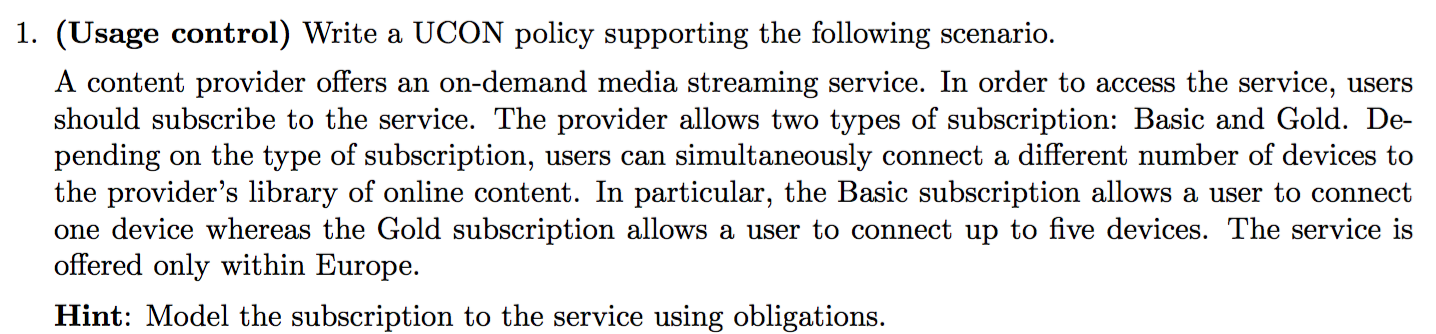 1. (Usage control) Write a UCON policy supporting the following scenario.
A content provider offers an on-demand media streaming service. In order to access the service, users
should subscribe to the service. The provider allows two types of subscription: Basic and Gold. De-
pending on the type of subscription, users can simultaneously connect a different number of devices to
the provider's library of online content. In particular, the Basic subscription allows a user to connect
one device whereas the Gold subscription allows a user to connect up to five devices. The service is
offered only within Europe.
Hint: Model the subscription to the service using obligations.